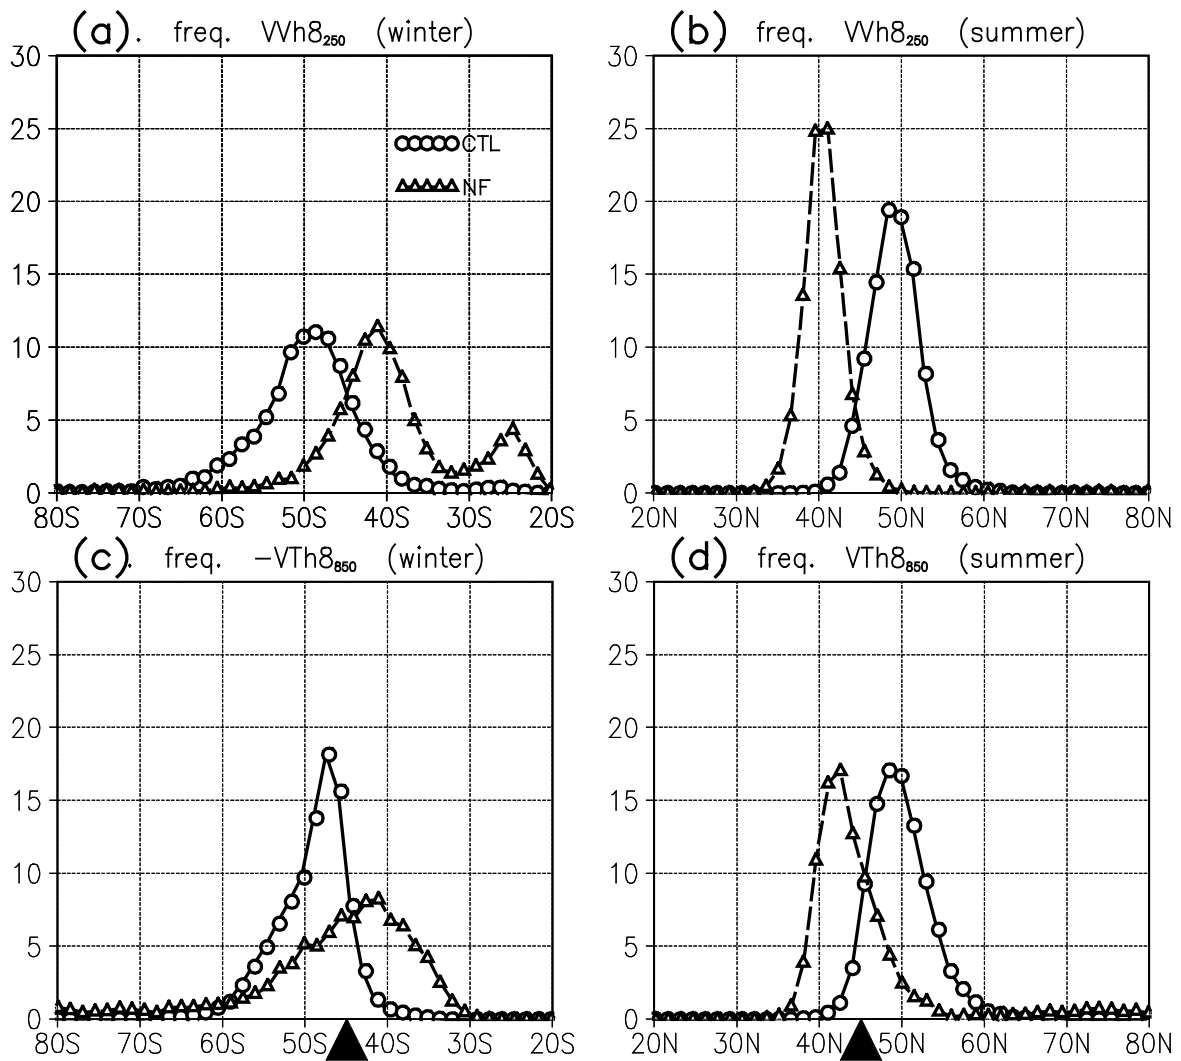 (a). freq. VVh8₂₅₀ (winter)
30
25
20
15
10
5
0
80S 70S 60S 50S 40S 30S 20S
CTL
NF
(b) freq. VVh8₂₅₀ (summer)
30
25
20
15
10
5
0
20N 30N 40N 50N 60N 70N 80N
(c). freq. −VTh8₈₅₀ (winter)
30
25
20
15
10
5
0
80S 70S 60S 50S 40S 30S 20S
(d) freq. VTh8₈₅₀ (summer)
30
25
20
15
10
5
0
20N 30N 40N 50N 60N 70N 80N